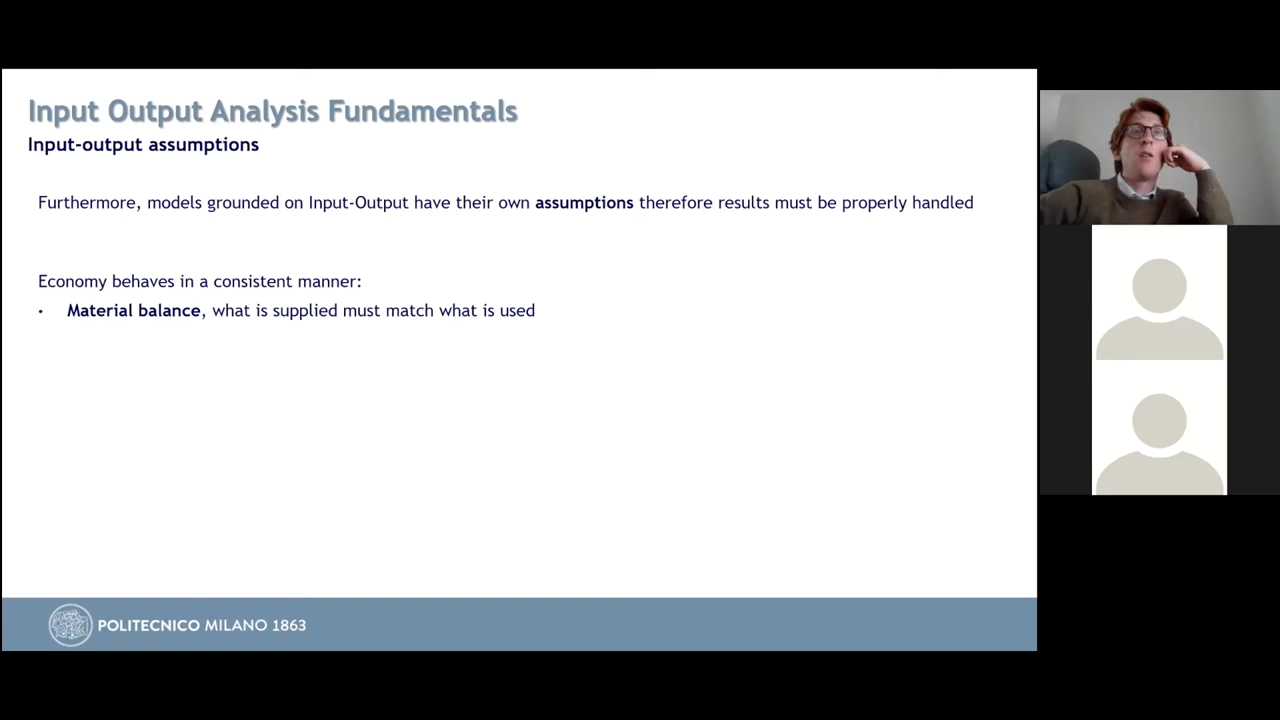 Input Output Analysis Fundamentals
Input-output assumptions
Furthermore, models grounded on Input-Output have their own assumptions therefore results must be properly handled
Economy behaves in a consistent manner:
• Material balance, what is supplied must match what is used
POLITECNICO MILANO 1863